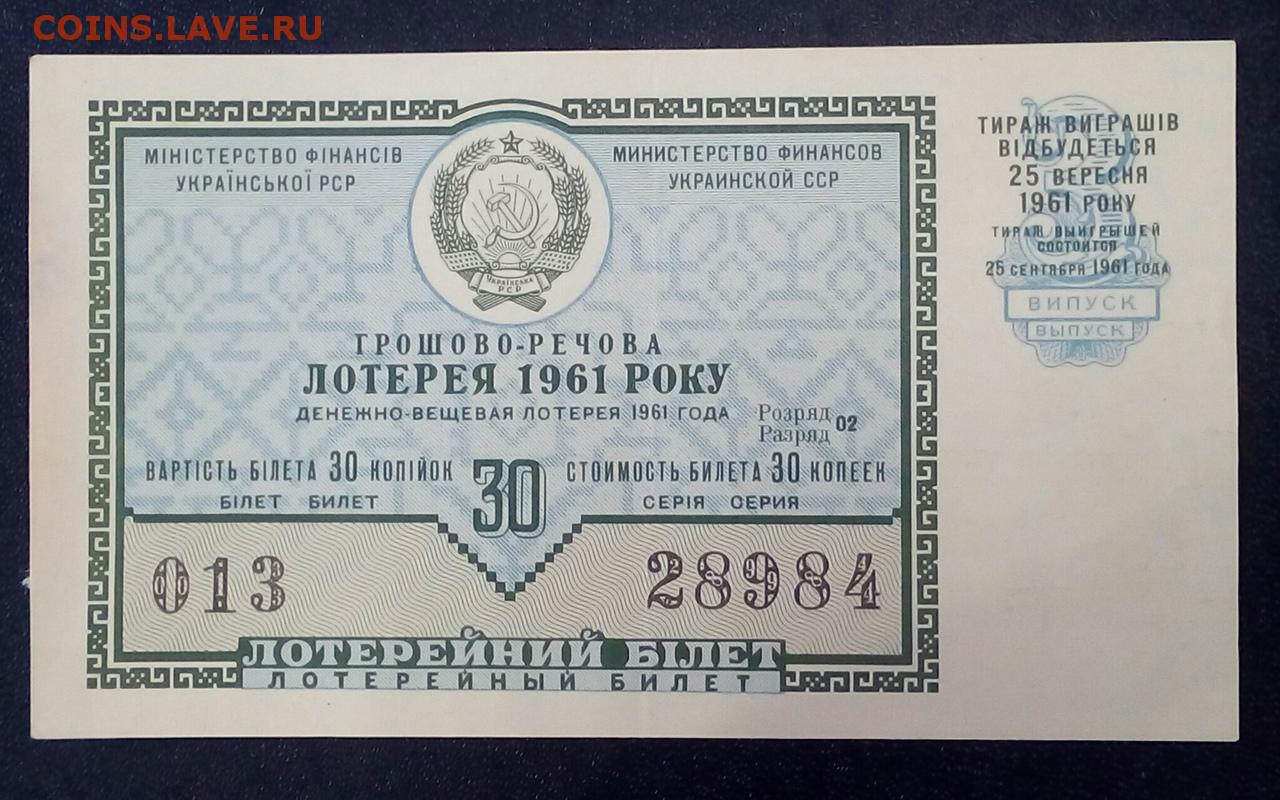 COINS.LAVE.RU
МІНІСТЕРСТВО ФІНАНСІВ
УКРАЇНСЬКОЇ РСР
МИНИСТЕРСТВО ФИНАНСОВ
УКРАИНСКОЙ ССР
УКРАЇНСЬКА
РСР
ГРОШОВО-РЕЧОВА
ЛОТЕРЕЯ 1961 РОКУ
ДЕНЕЖНО-ВЕЩЕВАЯ ЛОТЕРЕЯ 1961 ГОДА
Розряд
Разряд 02
ВАРТІСТЬ БІЛЕТА 30 КОПІЙОК
30
СТОИМОСТЬ БИЛЕТА 30 КОПЕЕК
БІЛЕТ БИЛЕТ
СЕРІЯ СЕРИЯ
013
28984
ЛОТЕРЕЙНИЙ БІЛЕТ
ЛОТЕРЕЙНЫЙ БИЛЕТ
3
ТИРАЖ ВИГРАШІВ
ВІДБУДЕТЬСЯ
25 ВЕРЕСНЯ
1961 РОКУ
ТИРАЖ ВЫИГРЫШЕЙ
СОСТОИТСЯ
25 СЕНТЯБРЯ 1961 ГОДА
ВИПУСК
ВЫПУСК